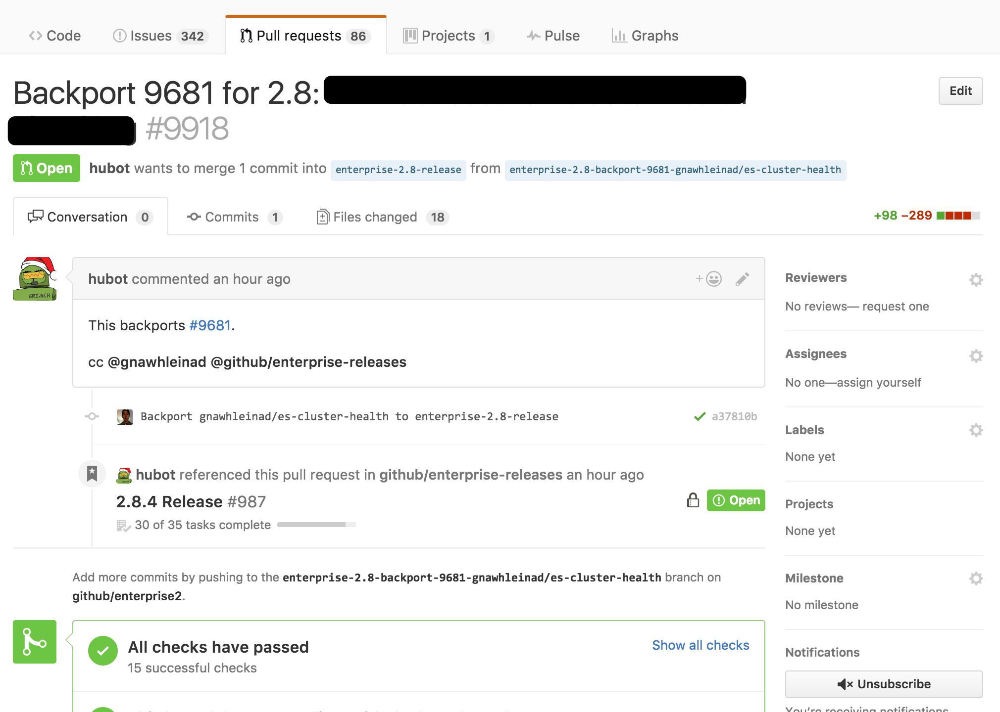 Code Issues 342 Pull requests 86 Projects 1 Pulse Graphs
Backport 9681 for 2.8:
#9918
Edit
Open hubot wants to merge 1 commit into enterprise-2.8-release from enterprise-2.8-backport-9681-gnawhleinad/es-cluster-health
Conversation 0 Commits 1 Files changed 18 +98 −289
GRI.NCH
hubot commented an hour ago
This backports #9681.
cc @gnawhleinad @github/enterprise-releases
Backport gnawhleinad/es-cluster-health to enterprise-2.8-release a37810b
hubot referenced this pull request in github/enterprise-releases an hour ago
2.8.4 Release #987 Open
30 of 35 tasks complete
Add more commits by pushing to the enterprise-2.8-backport-9681-gnawhleinad/es-cluster-health branch on
github/enterprise2.
All checks have passed
Show all checks
15 successful checks
Reviewers
No reviews— request one
Assignees
No one—assign yourself
Labels
None yet
Projects
None yet
Milestone
No milestone
Notifications
Unsubscribe
You're receiving notifications